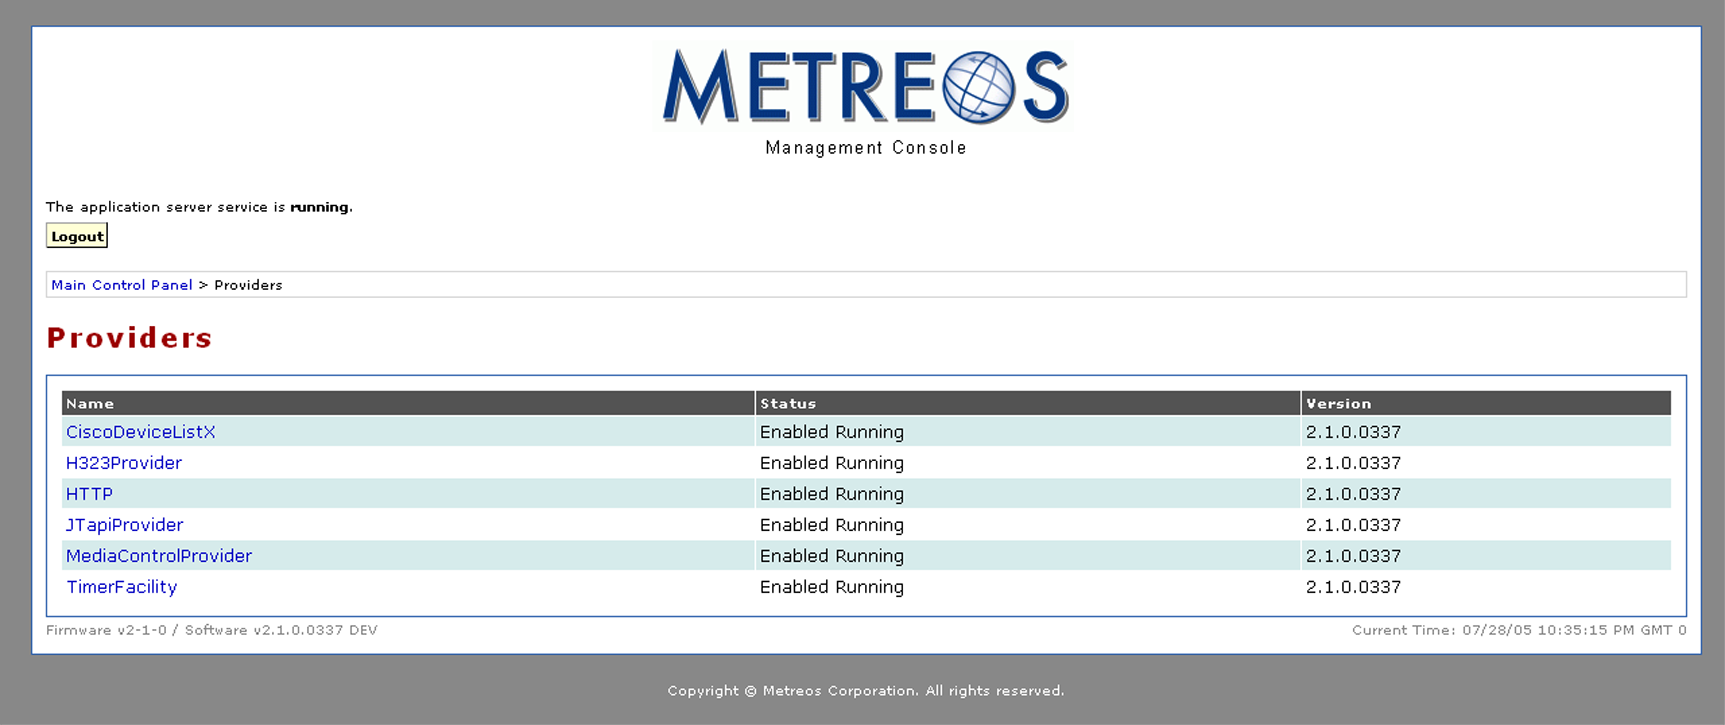 METREOS
Management Console
The application server service is running.
Logout
Main Control Panel > Providers
Providers
Name Status Version
CiscoDeviceListX Enabled Running 2.1.0.0337
H323Provider Enabled Running 2.1.0.0337
HTTP Enabled Running 2.1.0.0337
JTapiProvider Enabled Running 2.1.0.0337
MediaControlProvider Enabled Running 2.1.0.0337
TimerFacility Enabled Running 2.1.0.0337
Firmware v2-1-0 / Software v2.1.0.0337 DEV Current Time: 07/28/05 10:35:15 PM GMT 0
Copyright © Metreos Corporation. All rights reserved.